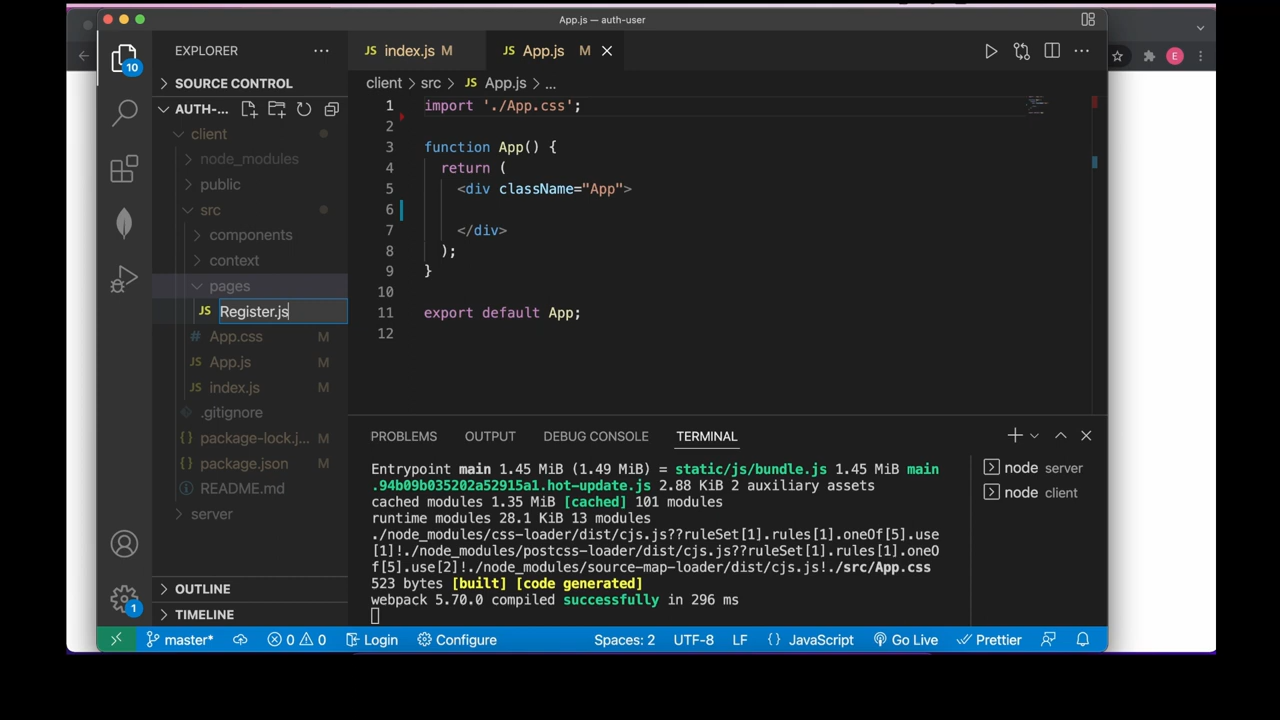 App.js — auth-user
EXPLORER
SOURCE CONTROL
AUTH-...
client
node_modules
public
src
components
context
pages
JS Register.js
# App.css M
JS App.js M
JS index.js M
.gitignore
{} package-lock.j... M
{} package.json M
README.md
server
OUTLINE
TIMELINE
10
1
JS index.js M
JS App.js M
client > src > JS App.js > ...
1 import './App.css';
2
3 function App() {
4 return (
5 <div className="App">
6
7 </div>
8 );
9 }
10
11 export default App;
12
PROBLEMS OUTPUT DEBUG CONSOLE TERMINAL
Entrypoint main 1.45 MiB (1.49 MiB) = static/js/bundle.js 1.45 MiB main
.94b09b035202a52915a1.hot-update.js 2.88 KiB 2 auxiliary assets
cached modules 1.35 MiB [cached] 101 modules
runtime modules 28.1 KiB 13 modules
./node_modules/css-loader/dist/cjs.js??ruleSet[1].rules[1].oneOf[5].use
[1]!./node_modules/postcss-loader/dist/cjs.js??ruleSet[1].rules[1].oneO
f[5].use[2]!./node_modules/source-map-loader/dist/cjs.js!./src/App.css
523 bytes [built] [code generated]
webpack 5.70.0 compiled successfully in 296 ms
node server
node client
master* 0 0 Login Configure Spaces: 2 UTF-8 LF {} JavaScript Go Live Prettier
E